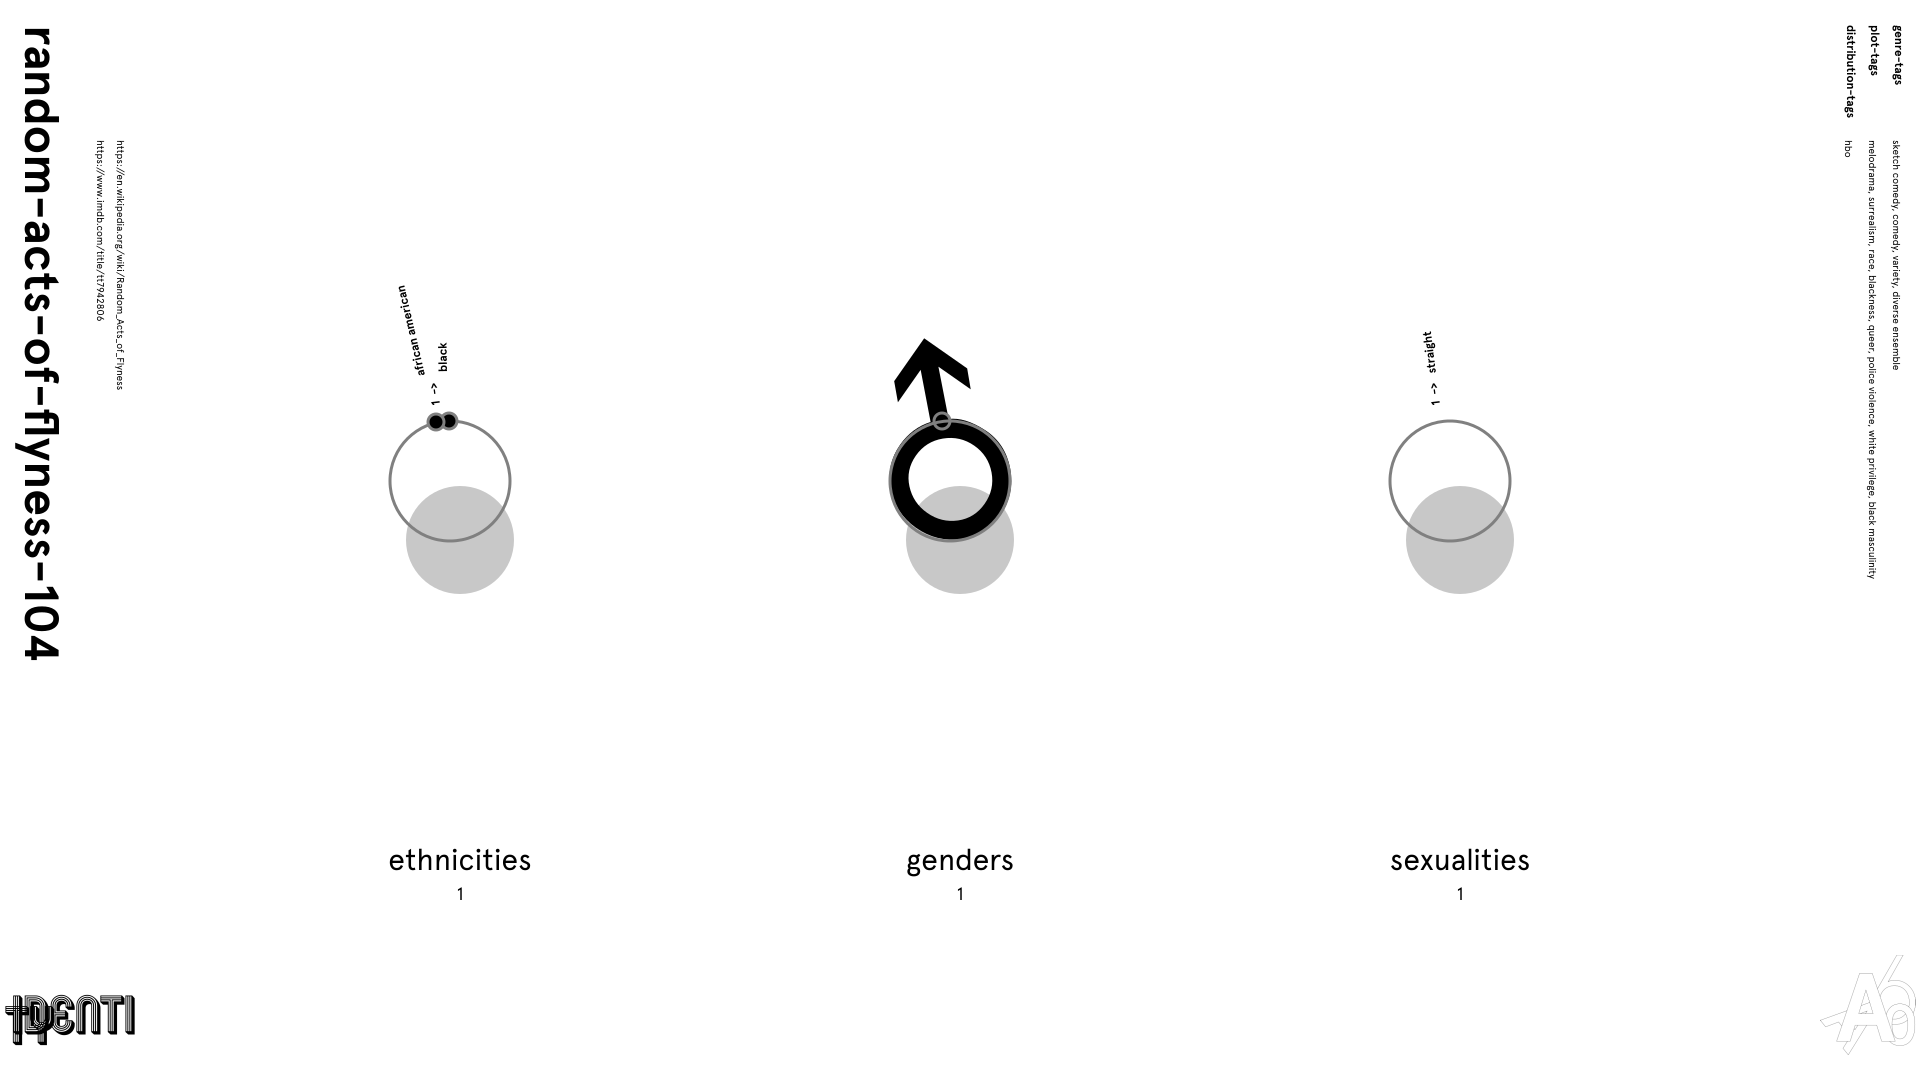 random-acts-of-flyness-104
https://en.wikipedia.org/wiki/Random_Acts_of_Flyness
https://www.imdb.com/title/tt7942806
genre-tags
sketch comedy, comedy, variety, diverse ensemble
plot-tags
melodrama, surrealism, race, blackness, queer, police violence, white privilege, black masculinity
distribution-tags
hbo
african american
1 -> black
1 -> straight
ethnicities
1
genders
1
sexualities
1
IDENTI
ty